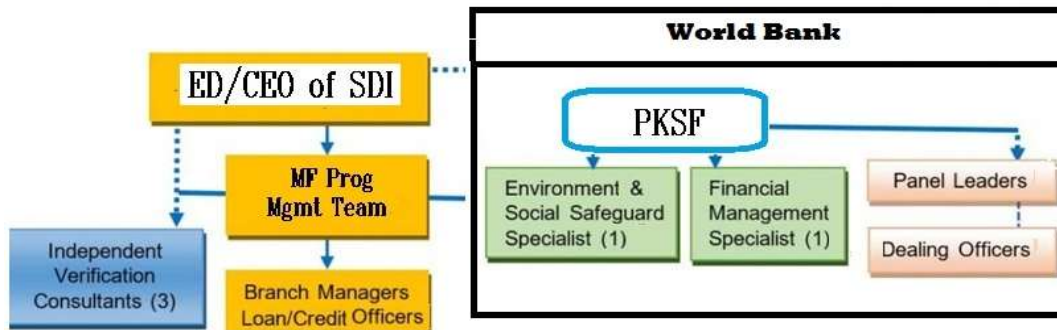 World Bank
ED/CEO of SDI
PKSF
MF Prog
Mgmt Team
Environment &
Social Safeguard
Specialist (1)
Financial
Management
Specialist (1)
Panel Leaders
Dealing Officers
Independent
Verification
Consultants (3)
Branch Managers
Loan/Credit Officers